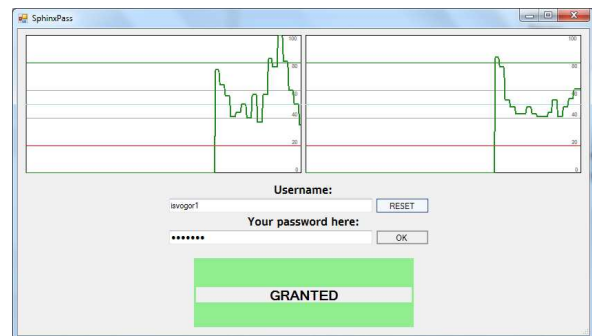 SphinxPass
100
80
60
40
20
0
100
80
60
40
20
0
Username:
isvogor1
RESET
Your password here:
•••••••
OK
GRANTED